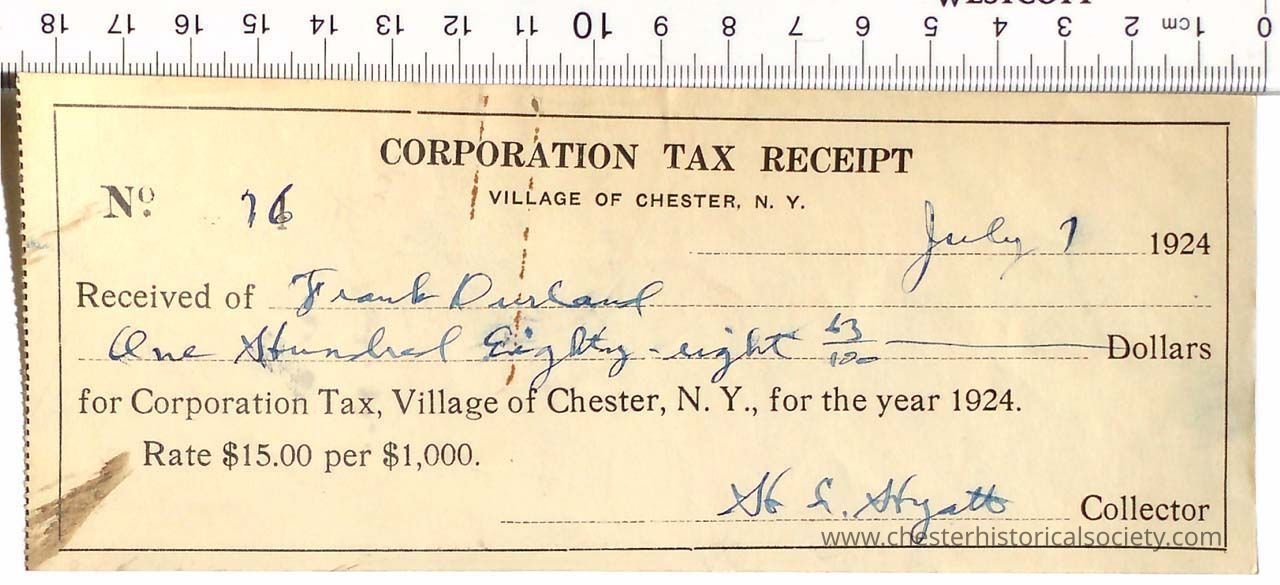 WESTCOTT
18 17 16 15 14 13 12 11 10 9 8 7 6 5 4 3 2 1cm 0
CORPORATION TAX RECEIPT
No. 76
VILLAGE OF CHESTER, N. Y.
July 1 1924
Received of Frank Durland
One Hundred Eighty-eight 63/100 Dollars
for Corporation Tax, Village of Chester, N. Y., for the year 1924.
Rate $15.00 per $1,000.
H. L. Hyatt Collector
www.chesterhistoricalsociety.com